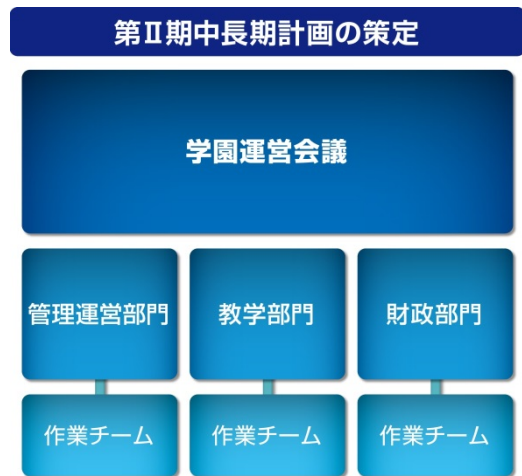 第Ⅱ期中長期計画の策定
学園運営会議
管理運営部門
教学部門
財政部門
作業チーム
作業チーム
作業チーム